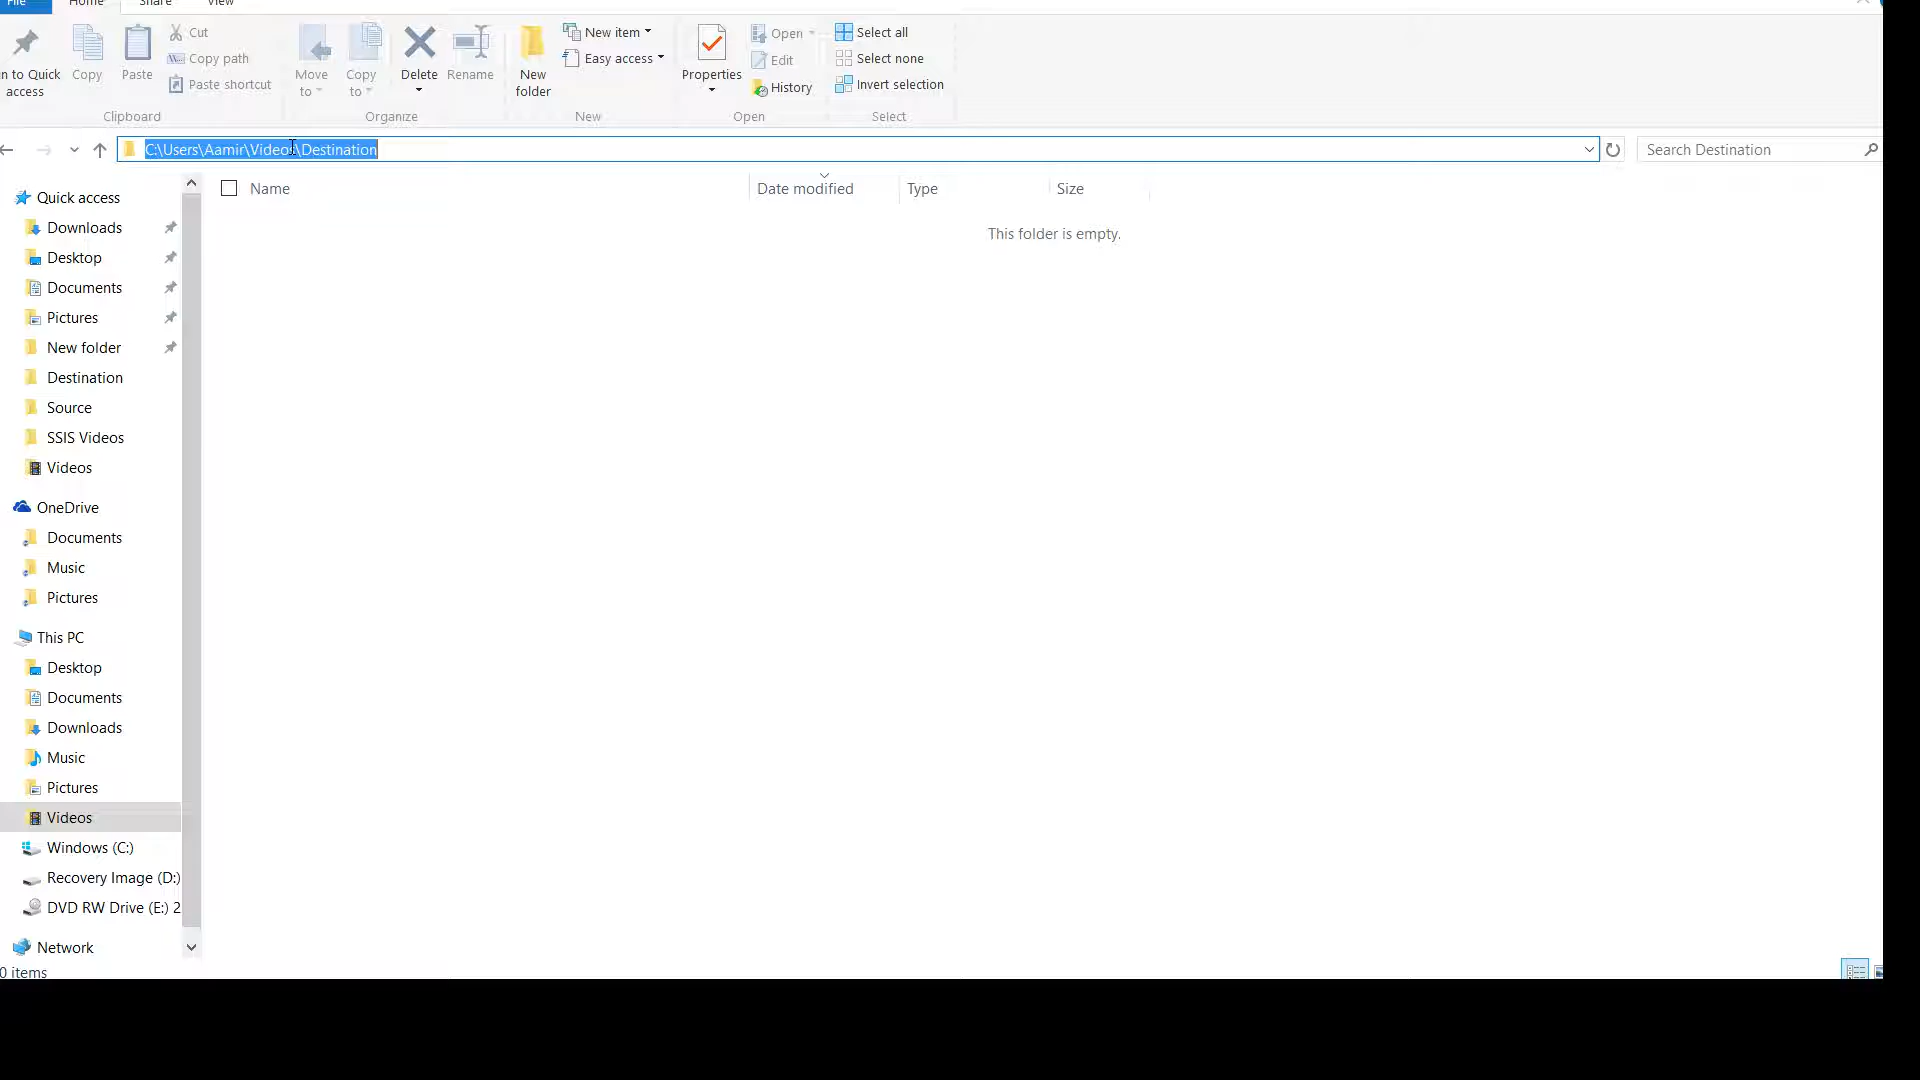 File Home Share View
Cut
New item
Open
Select all
Copy path
Easy access
Edit
Select none
n to Quick access
Copy
Paste
Paste shortcut
Move to
Copy to
Delete
Rename
New folder
Properties
History
Invert selection
Clipboard Organize New Open Select
C:\Users\Aamir\Videos\Destination
Search Destination
Name Date modified Type Size
This folder is empty.
Quick access
Downloads
Desktop
Documents
Pictures
New folder
Destination
Source
SSIS Videos
Videos
OneDrive
Documents
Music
Pictures
This PC
Desktop
Documents
Downloads
Music
Pictures
Videos
Windows (C:)
Recovery Image (D:)
DVD RW Drive (E:) 2
Network
0 items